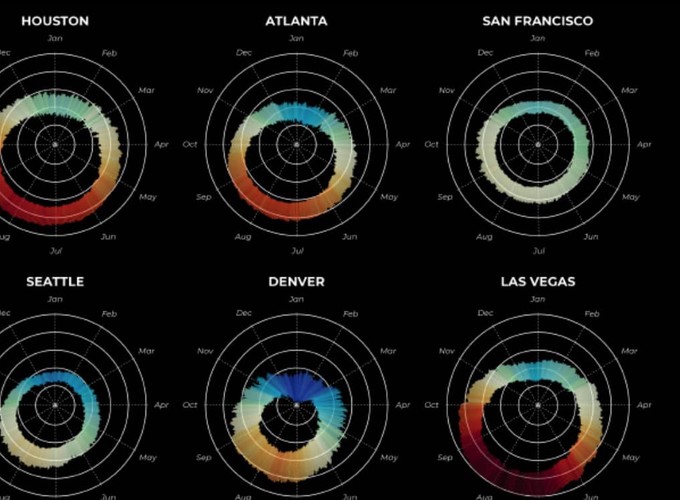 HOUSTON
ATLANTA
SAN FRANCISCO
Jan
Jan
Jan
Dec
Feb
Dec
Feb
Dec
Feb
Mar
Nov
Mar
Nov
Mar
Apr
Oct
Apr
Oct
Apr
May
Sep
May
Sep
May
Aug
Jun
Aug
Jun
Aug
Jun
Jul
Jul
Jul
SEATTLE
DENVER
LAS VEGAS
Jan
Jan
Jan
Dec
Feb
Dec
Feb
Dec
Feb
Mar
Nov
Mar
Nov
Mar
Apr
Oct
Apr
Oct
Apr
May
Sep
May
Sep
May
Aug
Jun
Aug
Jun
Aug
Jun